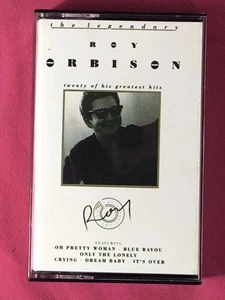 the legendary
ROY
ORBISON
twenty of his greatest hits
Roy
FEATURING
OH PRETTY WOMAN - BLUE BAYOU
ONLY THE LONELY
CRYING - DREAM BABY - IT'S OVER